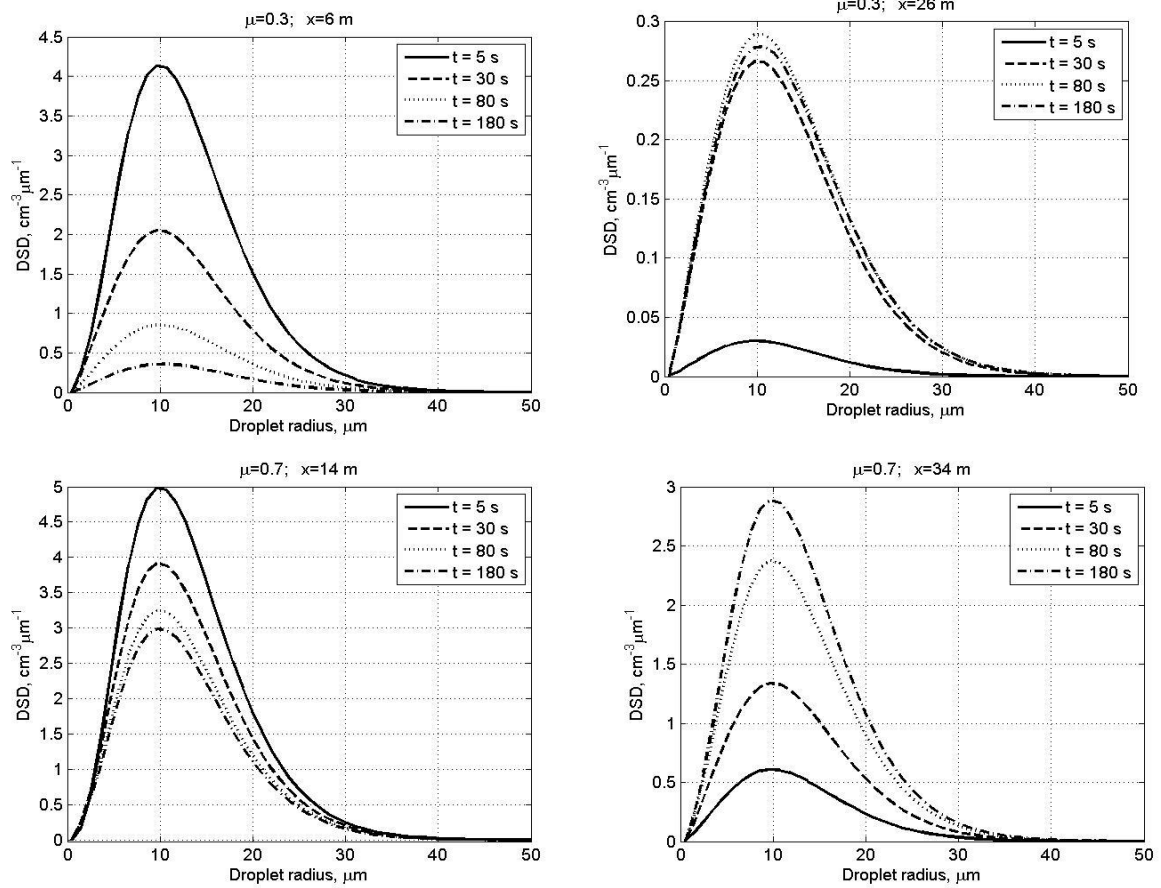 μ=0.3; x=6 m
4.5
4
3.5
3
2.5
2
1.5
1
0.5
0
DSD, cm⁻³μm⁻¹
t = 5 s
t = 30 s
t = 80 s
t = 180 s
0 10 20 30 40 50
Droplet radius, μm
μ=0.3; x=26 m
0.3
0.25
0.2
0.15
0.1
0.05
0
DSD, cm⁻³μm⁻¹
t = 5 s
t = 30 s
t = 80 s
t = 180 s
0 10 20 30 40 50
Droplet radius, μm
μ=0.7; x=14 m
5
4.5
4
3.5
3
2.5
2
1.5
1
0.5
0
DSD, cm⁻³μm⁻¹
t = 5 s
t = 30 s
t = 80 s
t = 180 s
0 10 20 30 40 50
Droplet radius, μm
μ=0.7; x=34 m
3
2.5
2
1.5
1
0.5
0
DSD, cm⁻³μm⁻¹
t = 5 s
t = 30 s
t = 80 s
t = 180 s
0 10 20 30 40 50
Droplet radius, μm